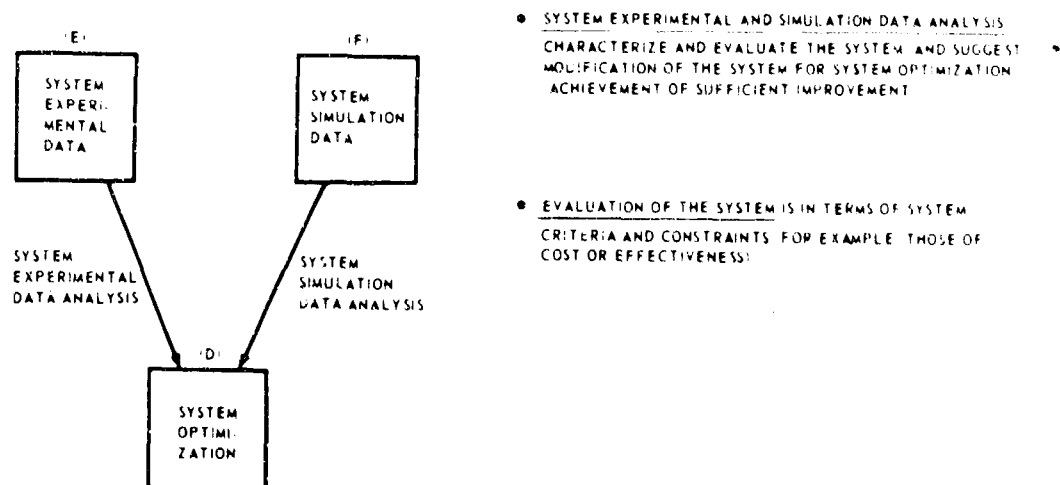 (E)
SYSTEM
EXPERI-
MENTAL
DATA
(F)
SYSTEM
SIMULATION
DATA
SYSTEM
EXPERIMENTAL
DATA ANALYSIS
SYSTEM
SIMULATION
DATA ANALYSIS
(D)
SYSTEM
OPTIMI-
ZATION
• SYSTEM EXPERIMENTAL AND SIMULATION DATA ANALYSIS
CHARACTERIZE AND EVALUATE THE SYSTEM AND SUGGEST
MODIFICATION OF THE SYSTEM FOR SYSTEM OPTIMIZATION
ACHIEVEMENT OF SUFFICIENT IMPROVEMENT
• EVALUATION OF THE SYSTEM IS IN TERMS OF SYSTEM
CRITERIA AND CONSTRAINTS FOR EXAMPLE THOSE OF
COST OR EFFECTIVENESS)